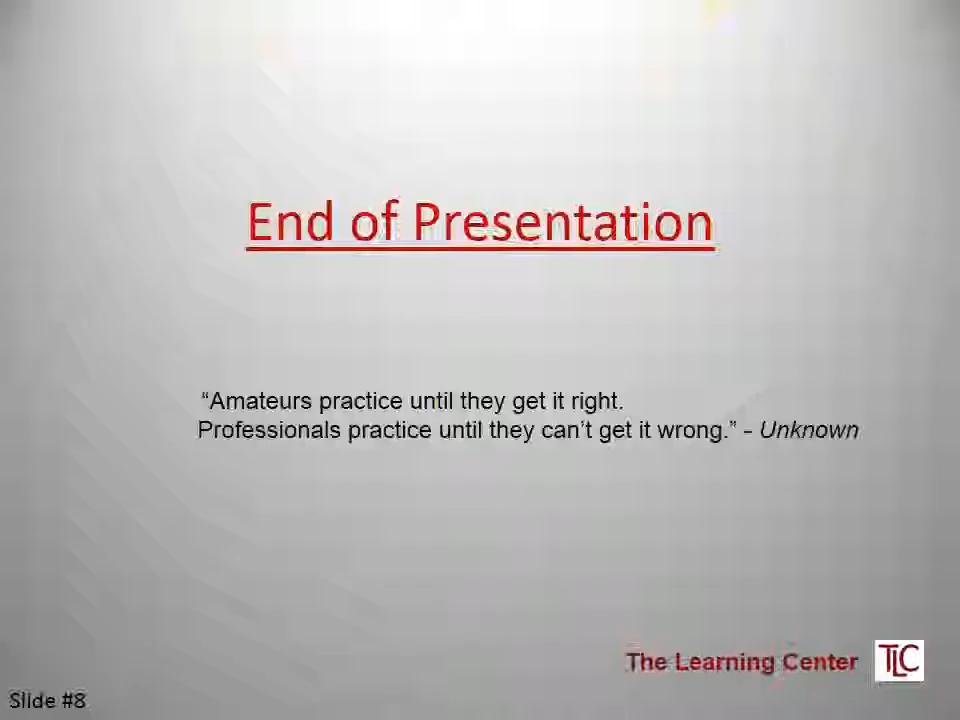 End of Presentation
“Amateurs practice until they get it right.
Professionals practice until they can’t get it wrong.” - Unknown
The Learning Center TLC
Slide #8